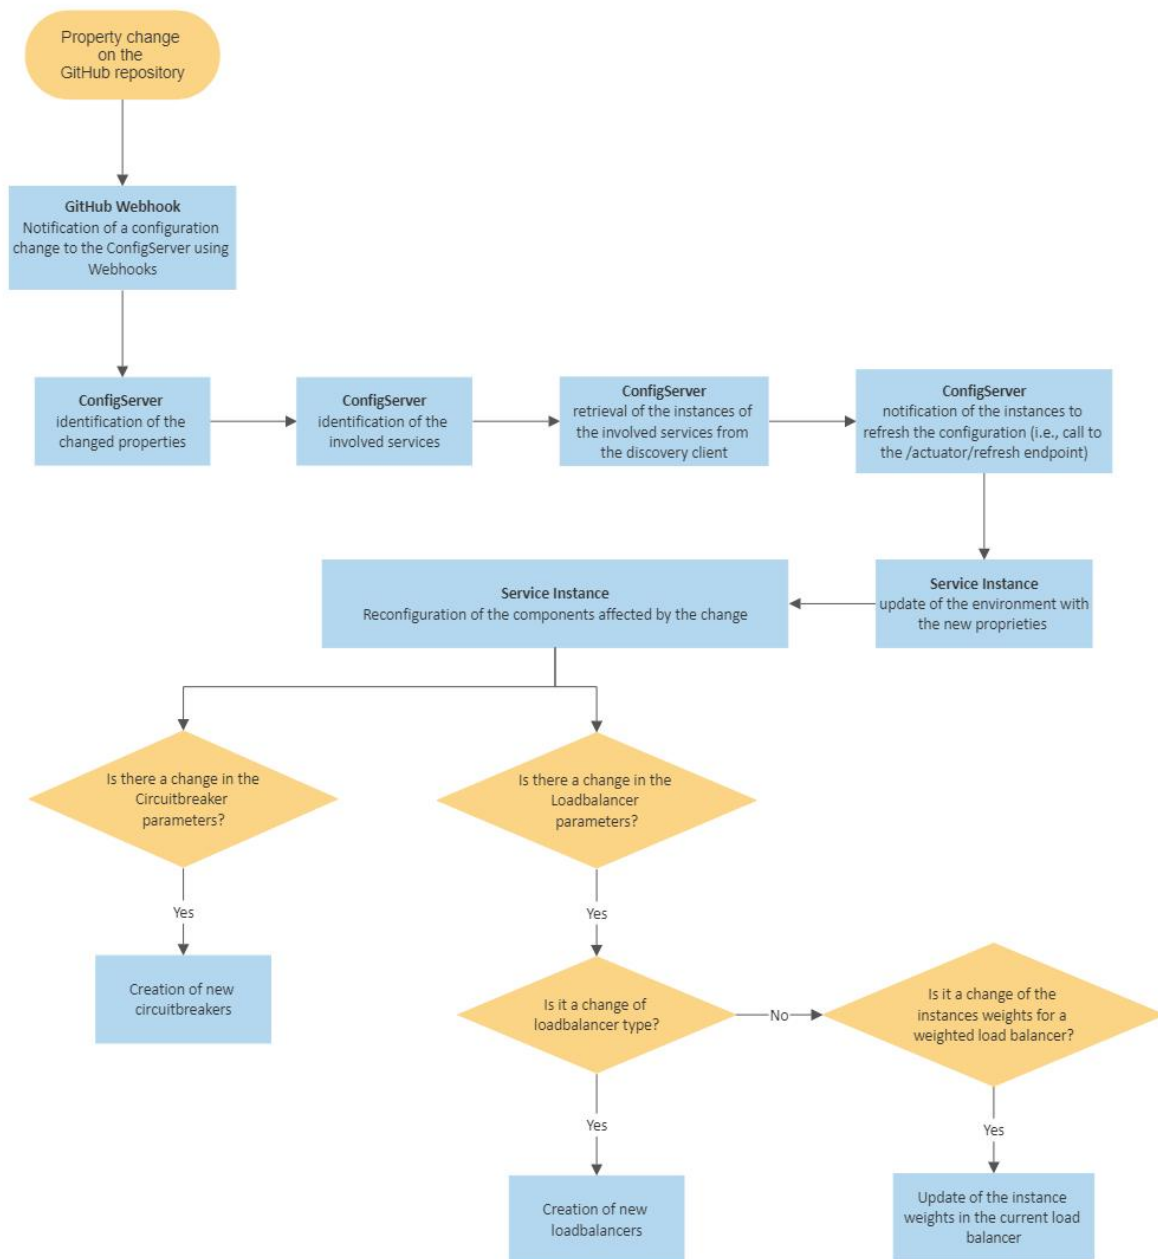 Property change
on the
GitHub repository
GitHub Webhook
Notification of a configuration
change to the ConfigServer using
Webhooks
ConfigServer
identification of the
changed properties
ConfigServer
identification of the
involved services
ConfigServer
retrieval of the instances of
the involved services from
the discovery client
ConfigServer
notification of the instances to
refresh the configuration (i.e., call to
the /actuator/refresh endpoint)
Service Instance
update of the environment with
the new proprieties
Service Instance
Reconfiguration of the components affected by the change
Is there a change in the
Circuitbreaker
parameters?
Is there a change in the
Loadbalancer
parameters?
Yes
Yes
Creation of new
circuitbreakers
Is it a change of
loadbalancer type?
No
Is it a change of the
instances weights for a
weighted load balancer?
Yes
Yes
Creation of new
loadbalancers
Update of the instance
weights in the current load
balancer